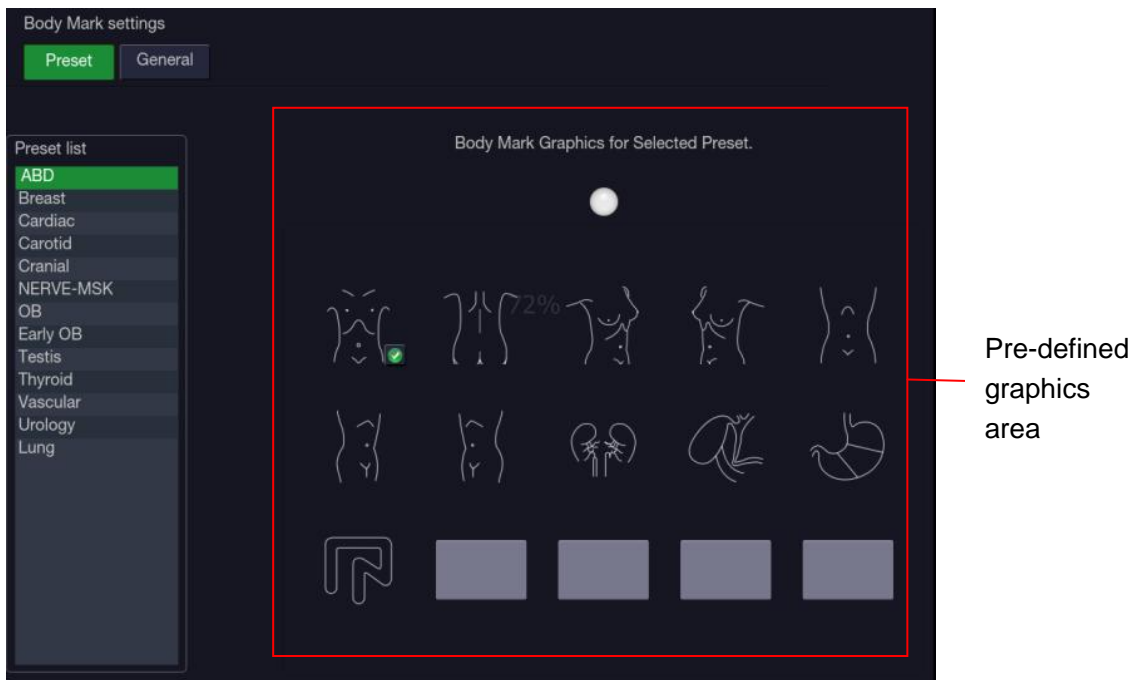 Body Mark settings
Preset
General
Preset list
ABD
Breast
Cardiac
Carotid
Cranial
NERVE-MSK
OB
Early OB
Testis
Thyroid
Vascular
Urology
Lung
Body Mark Graphics for Selected Preset.
72%
Pre-defined
graphics
area